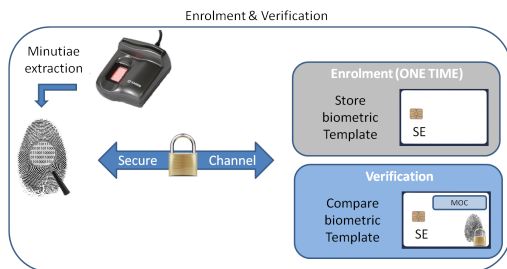 Enrolment & Verification
Minutiae
extraction
Enrolment (ONE TIME)
Store
biometric
Template
SE
Secure
Channel
Verification
Compare
biometric
Template
MOC
SE